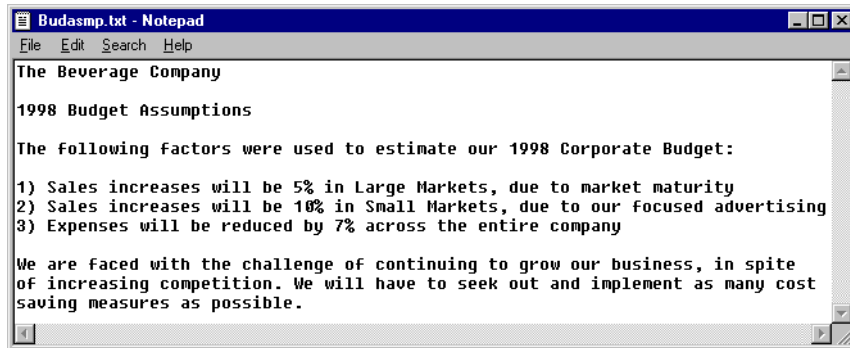 Budasmp.txt - Notepad
File Edit Search Help
The Beverage Company
1998 Budget Assumptions
The following factors were used to estimate our 1998 Corporate Budget:
1) Sales increases will be 5% in Large Markets, due to market maturity
2) Sales increases will be 10% in Small Markets, due to our focused advertising
3) Expenses will be reduced by 7% across the entire company
We are faced with the challenge of continuing to grow our business, in spite
of increasing competition. We will have to seek out and implement as many cost
saving measures as possible.